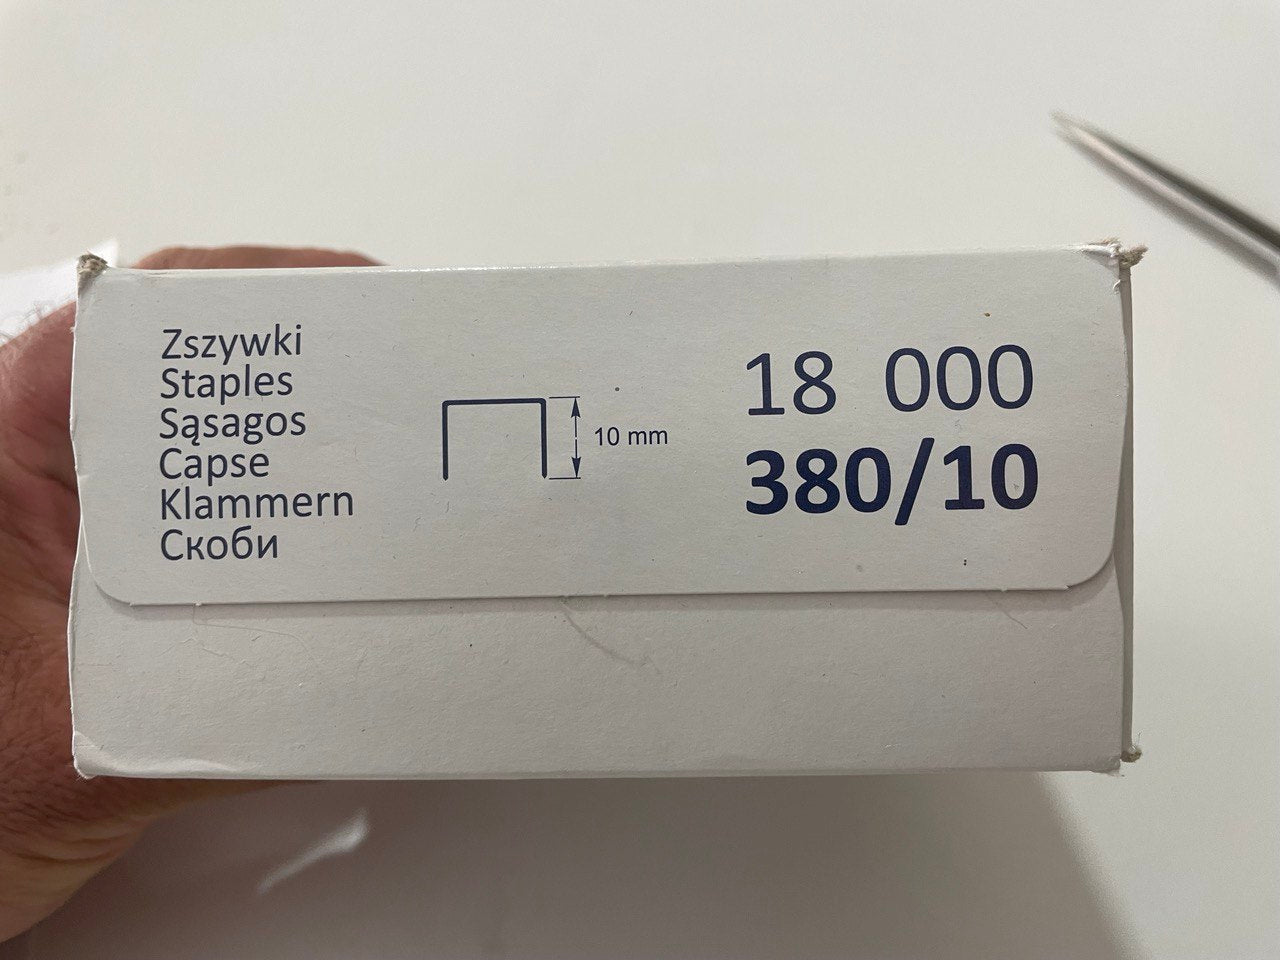 Zszywki
Staples
Sąsagos
Capse
Klammern
Скоби
10 mm
18 000
380/10